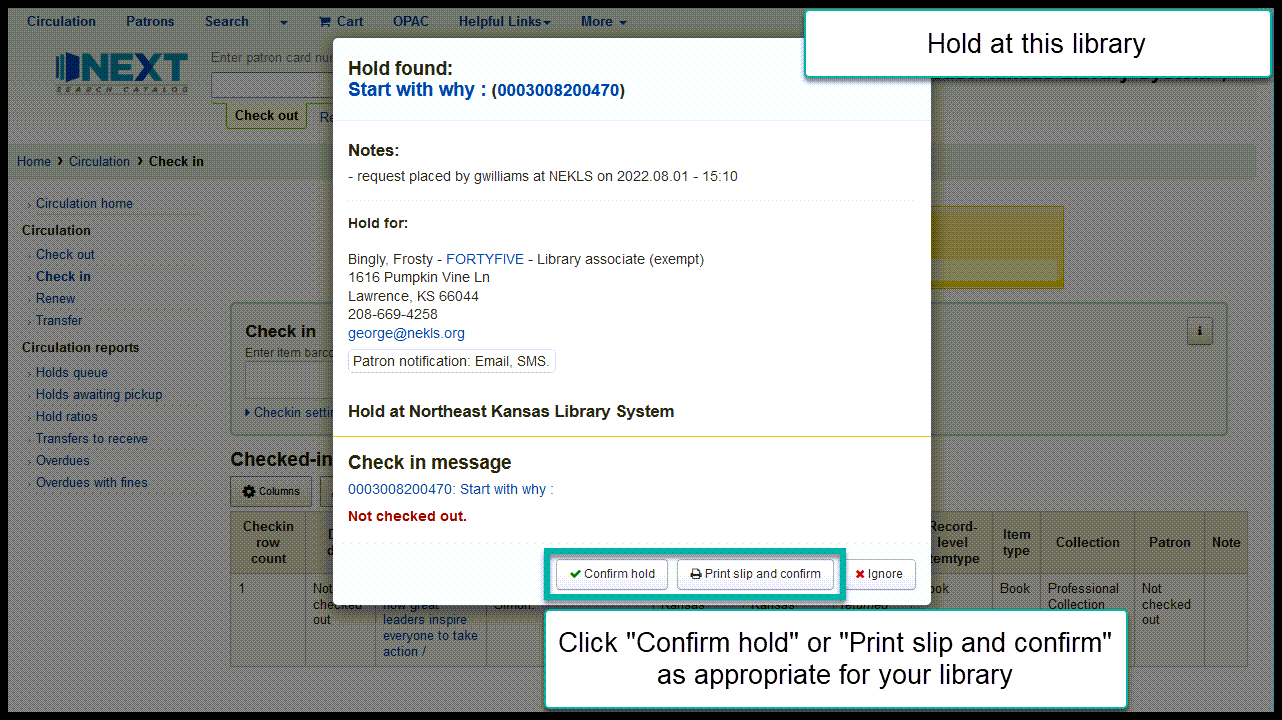 Circulation Patrons Search Cart OPAC Helpful Links More
Hold at this library
NEXT
SEARCH CATALOG
Enter patron card nu
Check out
Re
Home › Circulation › Check in
Hold found:
Start with why : (0003008200470)
Notes:
- request placed by gwilliams at NEKLS on 2022.08.01 - 15:10
Hold for:
Bingly, Frosty - FORTYFIVE - Library associate (exempt)
1616 Pumpkin Vine Ln
Lawrence, KS 66044
208-669-4258
george@nekls.org
Patron notification: Email, SMS.
Hold at Northeast Kansas Library System
Check in message
0003008200470: Start with why :
Not checked out.
Confirm hold Print slip and confirm Ignore
Click "Confirm hold" or "Print slip and confirm"
as appropriate for your library
Circulation home
Circulation
Check out
Check in
Renew
Transfer
Circulation reports
Holds queue
Holds awaiting pickup
Hold ratios
Transfers to receive
Overdues
Overdues with fines
Check in
i
Enter item barco
Checkin setti
Checked-in
Columns
Checkin
row
count
Record-
level
itemtype
Item
type
Collection
Patron
Note
1
Not
checked
out
how great
leaders inspire
everyone to take
action /
Simon.
Kansas
Kansas
returned
Book
Book
Professional
Collection
Not
checked
out